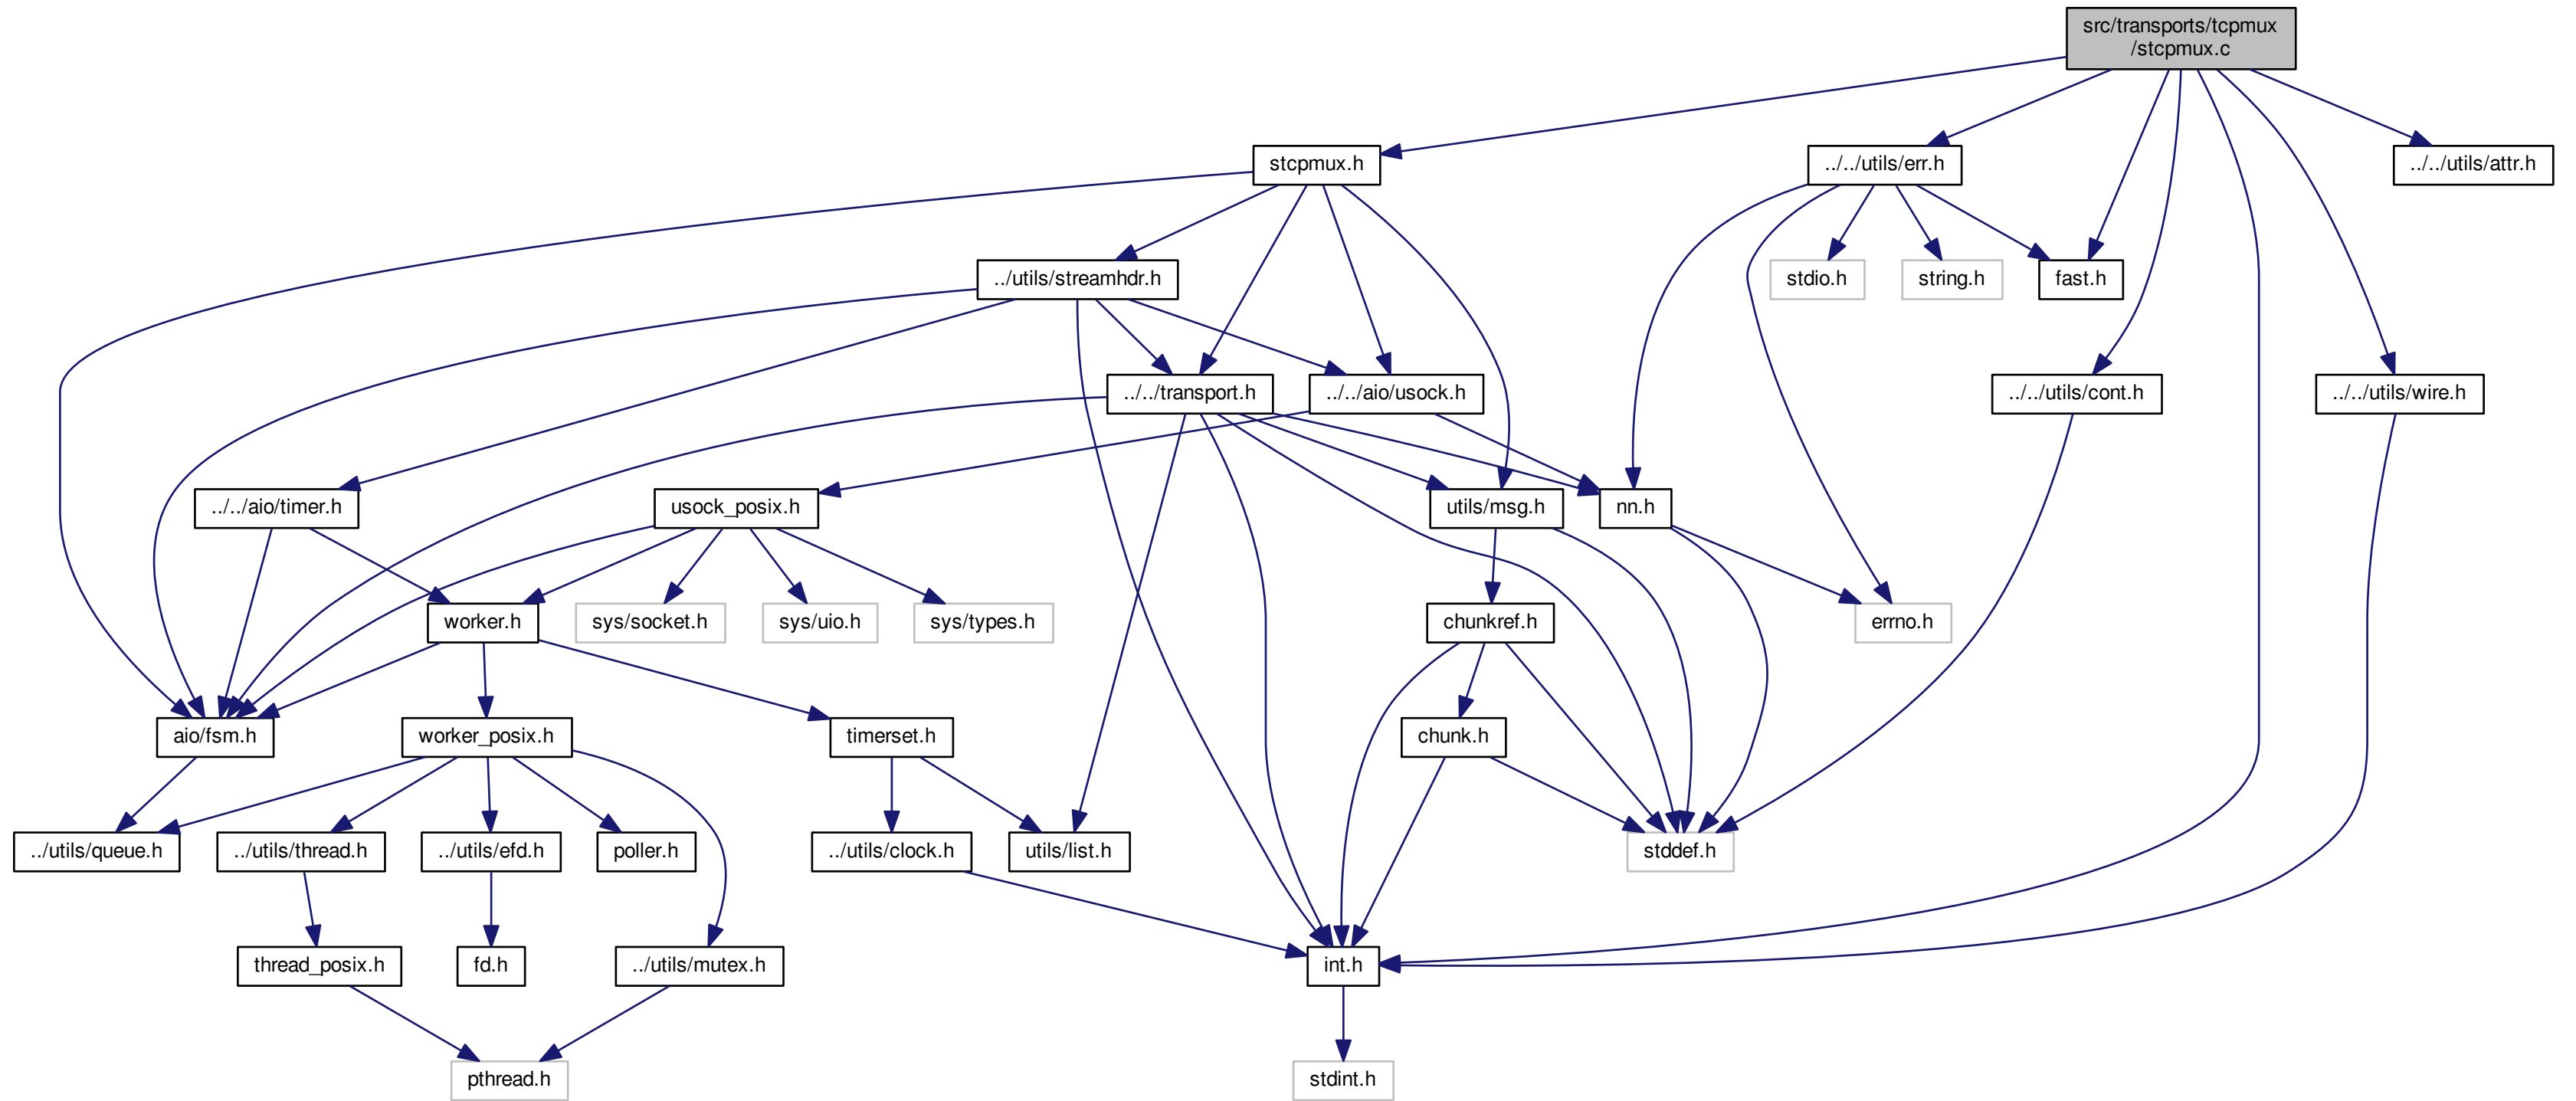 src/transports/tcpmux
/stcpmux.c
stcpmux.h
../../utils/err.h
../../utils/attr.h
../utils/streamhdr.h
stdio.h
string.h
fast.h
../../transport.h
../../aio/usock.h
../../utils/cont.h
../../utils/wire.h
../../aio/timer.h
usock_posix.h
utils/msg.h
nn.h
worker.h
sys/socket.h
sys/uio.h
sys/types.h
chunkref.h
errno.h
aio/fsm.h
worker_posix.h
timerset.h
chunk.h
../utils/queue.h
../utils/thread.h
../utils/efd.h
poller.h
../utils/clock.h
utils/list.h
stddef.h
thread_posix.h
fd.h
../utils/mutex.h
int.h
pthread.h
stdint.h